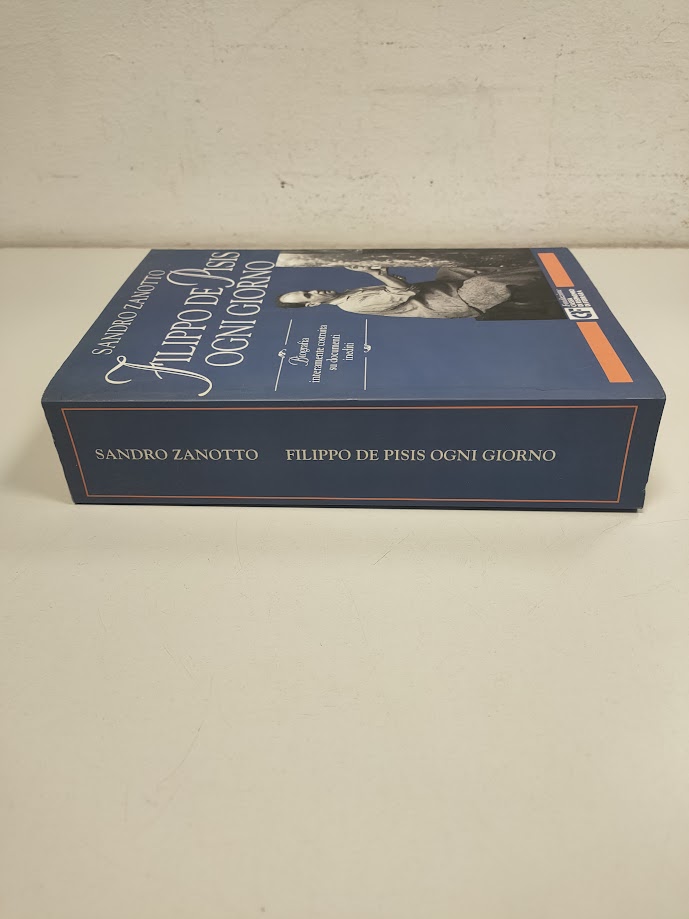 SANDRO ZANOTTO
FILIPPO DE PISIS
OGNI GIORNO
Biografia
interamente costruita
su documenti
inediti
SANDRO ZANOTTO FILIPPO DE PISIS OGNI GIORNO